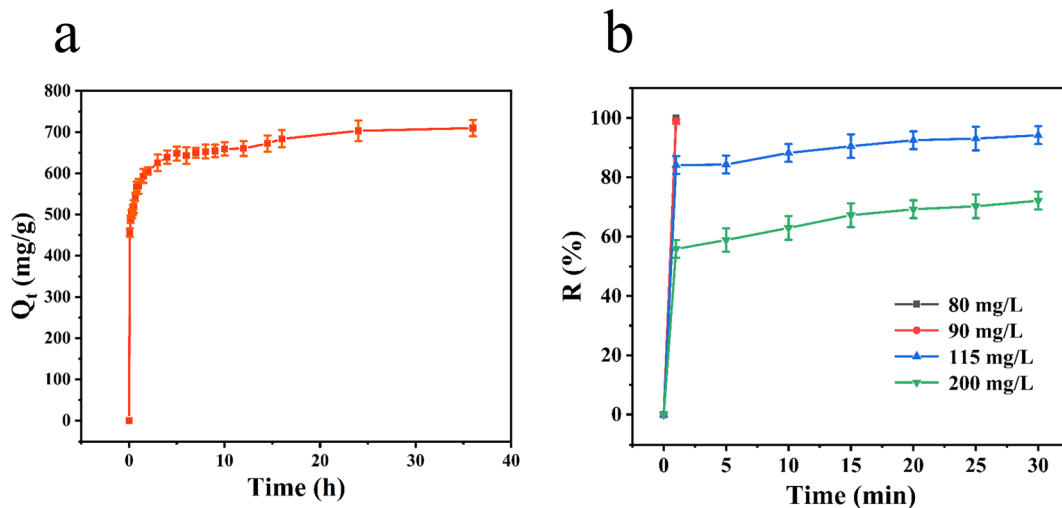 a
Qt (mg/g)
800
700
600
500
400
300
200
100
0
0 10 20 30 40
Time (h)
b
R (%)
100
80
60
40
20
0
80 mg/L
90 mg/L
115 mg/L
200 mg/L
0 5 10 15 20 25 30
Time (min)